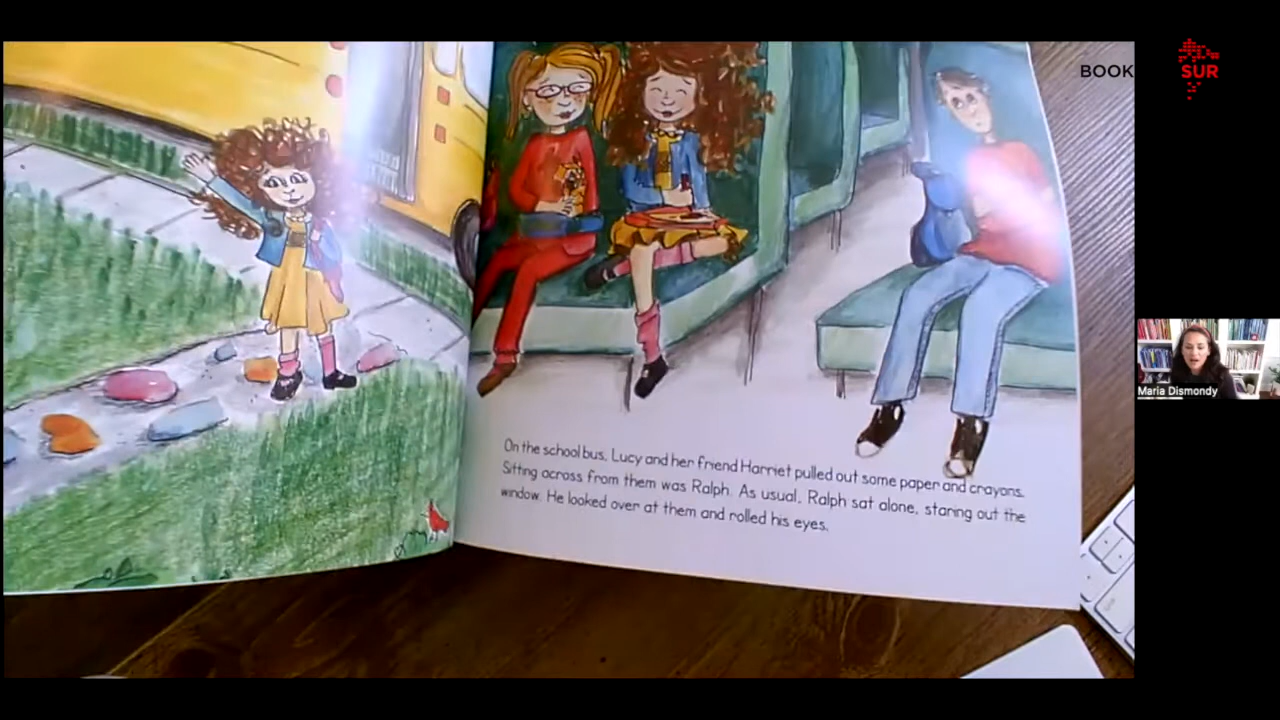 BOOK
SUR
Maria Dismondy
On the school bus, Lucy and her friend Harriet pulled out some paper and crayons.
Sitting across from them was Ralph. As usual, Ralph sat alone, staring out the
window. He looked over at them and rolled his eyes.